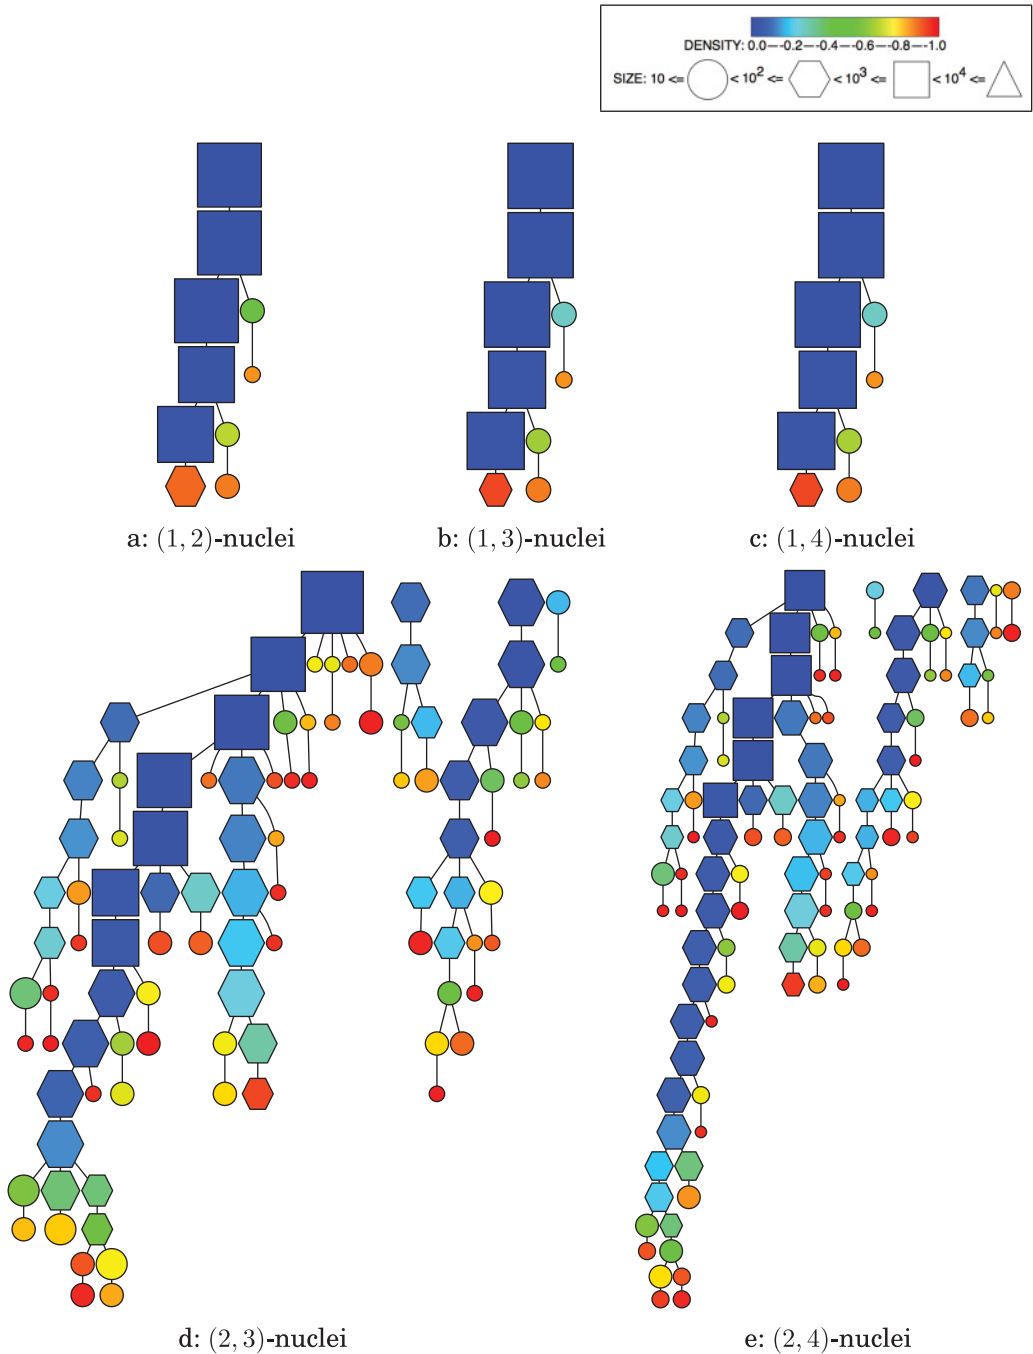 DENSITY: 0.0—-0.2—-0.4—-0.6—-0.8—-1.0
SIZE: 10 <= < 10² <= < 10³ <= < 10⁴ <=
a: (1, 2)-nuclei
b: (1, 3)-nuclei
c: (1, 4)-nuclei
d: (2, 3)-nuclei
e: (2, 4)-nuclei